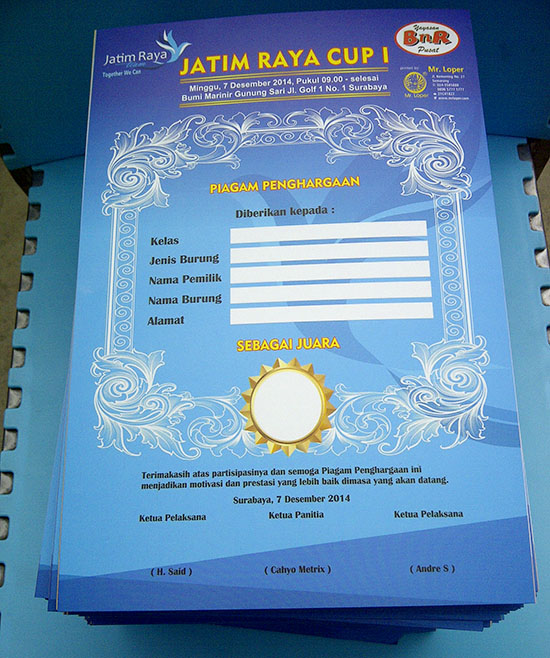 Jatim Raya
Team
Together We Can
JATIM RAYA CUP I
Minggu, 7 Desember 2014, Pukul 09.00 - selesai
Bumi Marinir Gunung Sari Jl. Golf 1 No. 1 Surabaya
Yayasan
BnR
Pusat
Mr. Loper
Mr. Loper
PIAGAM PENGHARGAAN
Diberikan kepada :
Kelas
Jenis Burung
Nama Pemilik
Nama Burung
Alamat
SEBAGAI JUARA
Terimakasih atas partisipasinya dan semoga Piagam Penghargaan ini
menjadikan motivasi dan prestasi yang lebih baik dimasa yang akan datang.
Surabaya, 7 Desember 2014
Ketua Pelaksana Ketua Panitia Ketua Pelaksana
( H. Said ) ( Cahyo Metrix ) ( Andre S )